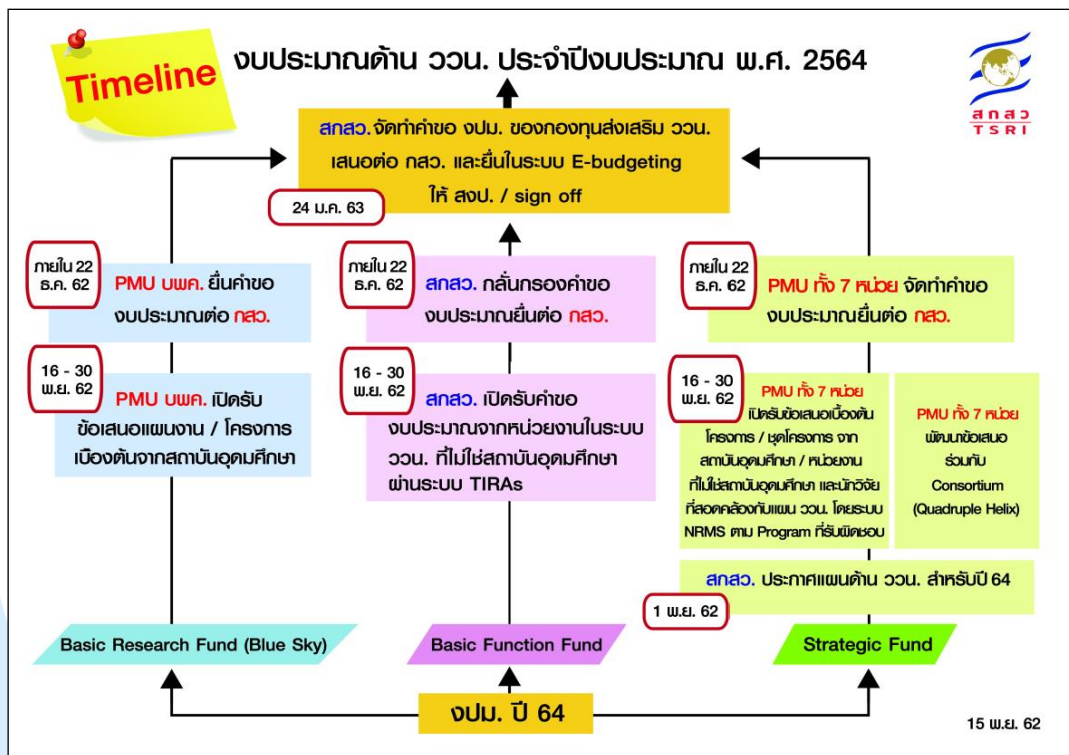 Timeline
งบประมาณด้าน ววน. ประจำปีงบประมาณ พ.ศ. 2564
สกสว
TSRI
สกสว. จัดทำคำขอ งปม. ของกองทุนส่งเสริม ววน.
เสนอต่อ กสว. และยื่นในระบบ E-budgeting
ให้ สงป. / sign off
24 ม.ค. 63
ภายใน 22
ธ.ค. 62
PMU บพค. ยื่นคำขอ
งบประมาณต่อ กสว.
ภายใน 22
ธ.ค. 62
สกสว. กลั่นกรองคำขอ
งบประมาณยื่นต่อ กสว.
ภายใน 22
ธ.ค. 62
PMU ทั้ง 7 หน่วย จัดทำคำขอ
งบประมาณยื่นต่อ กสว.
16 - 30
พ.ย. 62
PMU บพค. เปิดรับ
ข้อเสนอแผนงาน / โครงการ
เบื้องต้นจากสถาบันอุดมศึกษา
16 - 30
พ.ย. 62
สกสว. เปิดรับคำขอ
งบประมาณจากหน่วยงานในระบบ
ววน. ที่ไม่ใช่สถาบันอุดมศึกษา
ผ่านระบบ TIRAs
16 - 30
พ.ย. 62
PMU ทั้ง 7 หน่วย
เปิดรับข้อเสนอเบื้องต้น
โครงการ / ชุดโครงการ จาก
สถาบันอุดมศึกษา / หน่วยงาน
ที่ไม่ใช่สถาบันอุดมศึกษา และนักวิจัย
ที่สอดคล้องกับแผน ววน. โดยระบบ
NRMS ตาม Program ที่รับผิดชอบ
PMU ทั้ง 7 หน่วย
พัฒนาข้อเสนอ
ร่วมกับ
Consortium
(Quadruple Helix)
สกสว. ประกาศแผนด้าน ววน. สำหรับปี 64
1 พ.ย. 62
Basic Research Fund (Blue Sky)
Basic Function Fund
Strategic Fund
งปม. ปี 64
15 พ.ย. 62